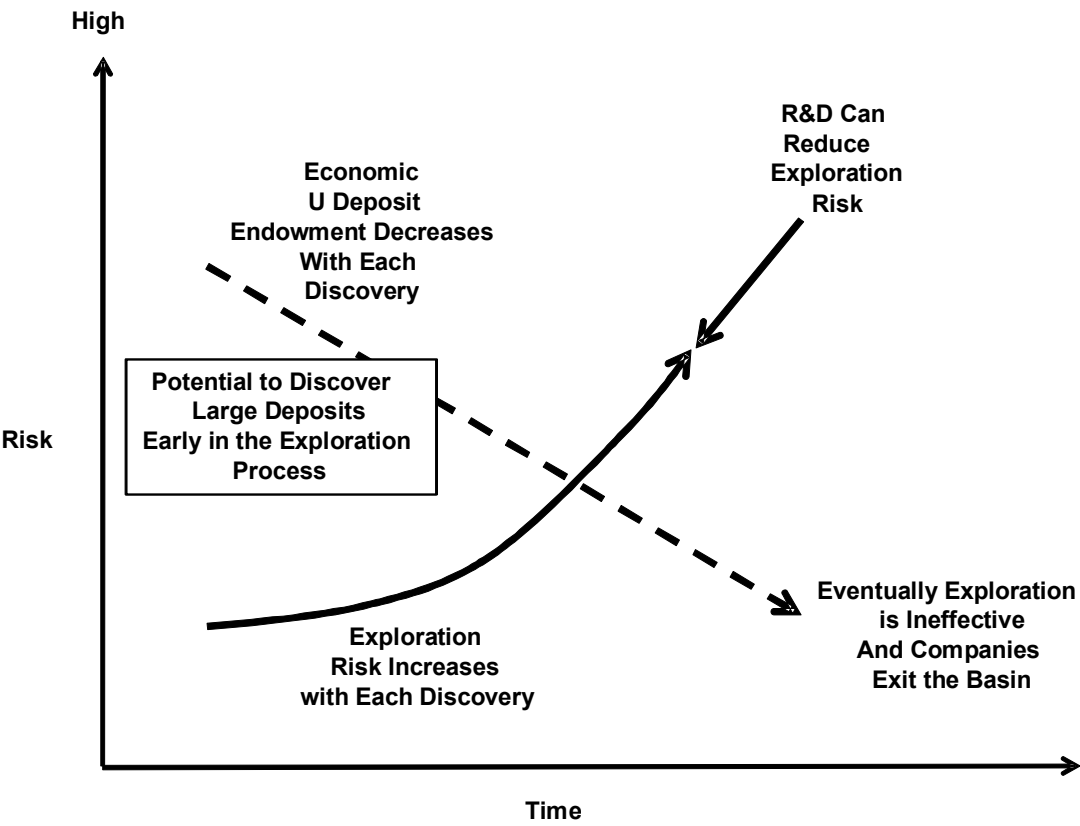 High
R&D Can
Reduce
Exploration
Risk
Economic
U Deposit
Endowment Decreases
With Each
Discovery
Potential to Discover
Large Deposits
Early in the Exploration
Process
Risk
Eventually Exploration
is Ineffective
And Companies
Exit the Basin
Exploration
Risk Increases
with Each Discovery
Time